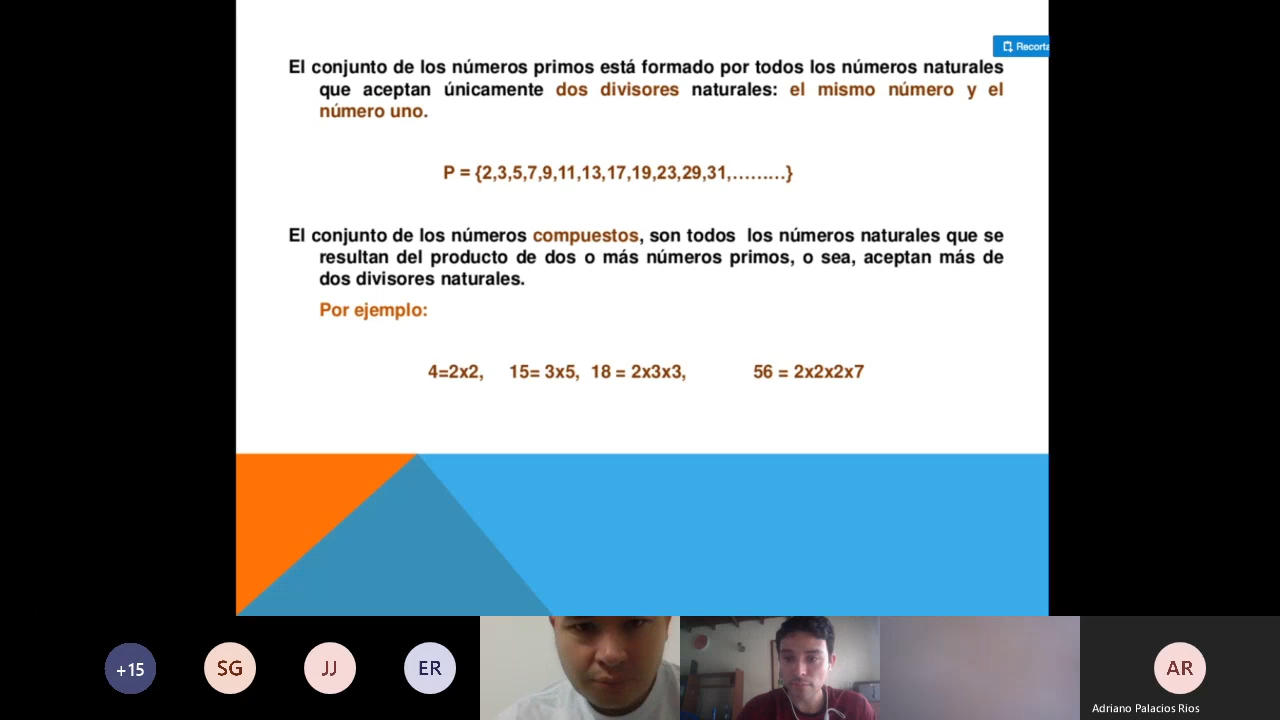 Recorta
El conjunto de los números primos está formado por todos los números naturales
que aceptan únicamente dos divisores naturales: el mismo número y el
número uno.
P = {2,3,5,7,9,11,13,17,19,23,29,31,………}
El conjunto de los números compuestos, son todos los números naturales que se
resultan del producto de dos o más números primos, o sea, aceptan más de
dos divisores naturales.
Por ejemplo:
4=2x2, 15= 3x5, 18 = 2x3x3, 56 = 2x2x2x7
+15 SG JJ ER AR
Adriano Palacios Rios